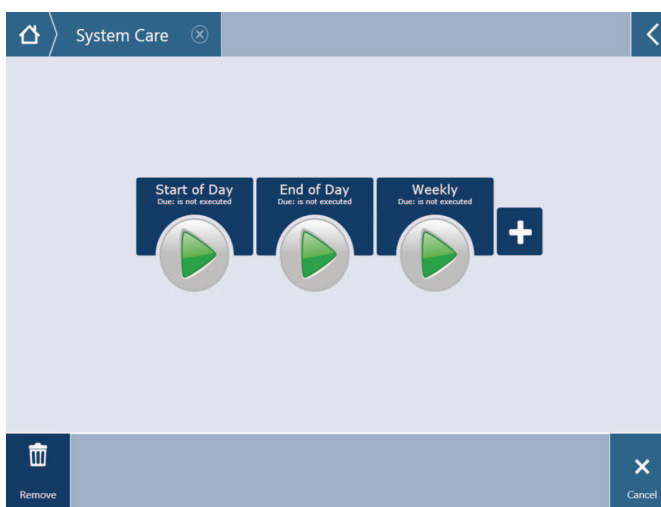 System Care
Start of Day
Due: is not executed
End of Day
Due: is not executed
Weekly
Due: is not executed
Remove
Cancel